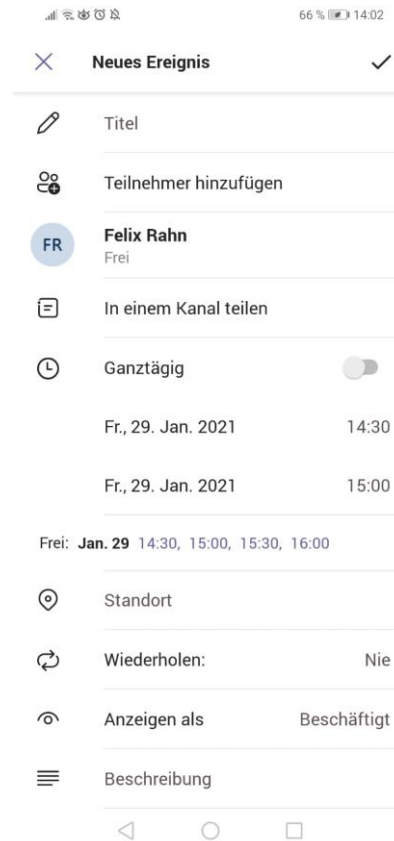 66 % 14:02
Neues Ereignis
Titel
Teilnehmer hinzufügen
FR
Felix Rahn
Frei
In einem Kanal teilen
Ganztägig
Fr., 29. Jan. 2021 14:30
Fr., 29. Jan. 2021 15:00
Frei: Jan. 29 14:30, 15:00, 15:30, 16:00
Standort
Wiederholen: Nie
Anzeigen als Beschäftigt
Beschreibung